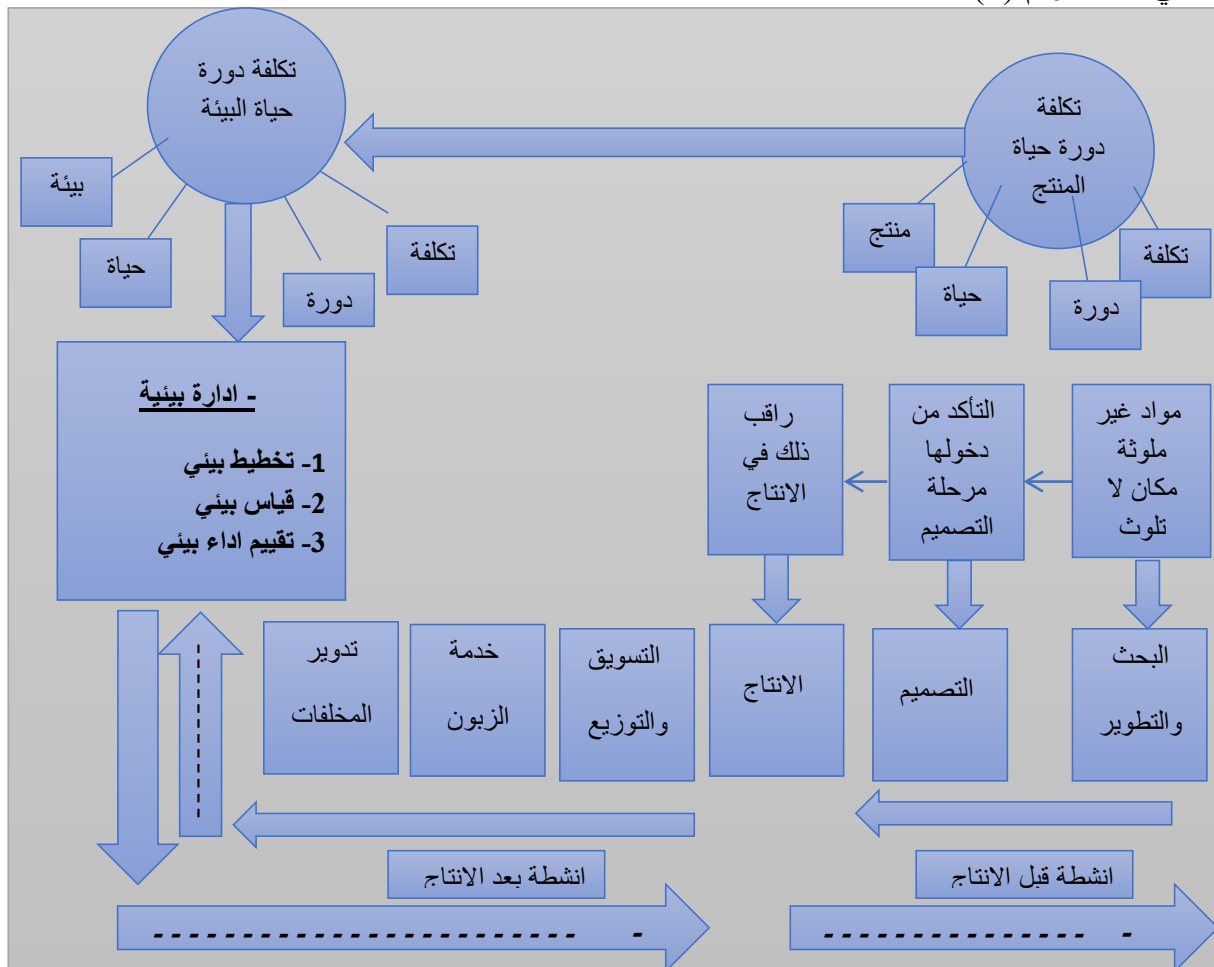 تكلفة
دورة حياة
المنتج
تكلفة دورة
حياة البيئة
تكلفة
دورة
حياة
منتج
تكلفة
دورة
حياة
بيئة
- ادارة بيئية
1- تخطيط بيئي
2- قياس بيئي
3- تقييم اداء بيئي
مواد غير
ملوثة
مكان لا
تلوث
التأكد من
دخولها
مرحلة
التصميم
راقب
ذلك في
الانتاج
البحث
والتطوير
التصميم
الانتاج
التسويق
والتوزيع
خدمة
الزبون
تدوير
المخلفات
انشطة قبل الانتاج
انشطة بعد الانتاج